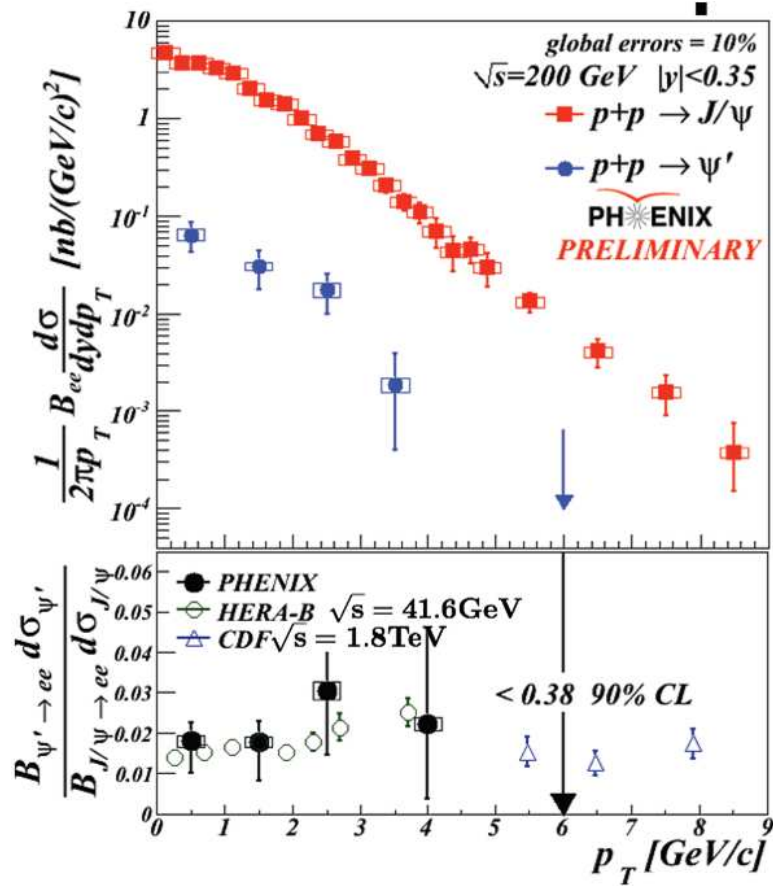 global errors = 10%
√s=200 GeV |y|<0.35
p+p → J/ψ
p+p → ψ'
PHENIX
PRELIMINARY
1/2πp_T B_ee dσ/dydp_T [nb/(GeV/c)²]
10
1
10⁻¹
10⁻²
10⁻³
10⁻⁴
PHENIX
HERA-B √s = 41.6GeV
CDF √s = 1.8TeV
< 0.38 90% CL
B_ψ'→ee dσ_ψ' / B_J/ψ→ee dσ_J/ψ
0.06
0.05
0.04
0.03
0.02
0.01
0
0 1 2 3 4 5 6 7 8 9
p_T [GeV/c]